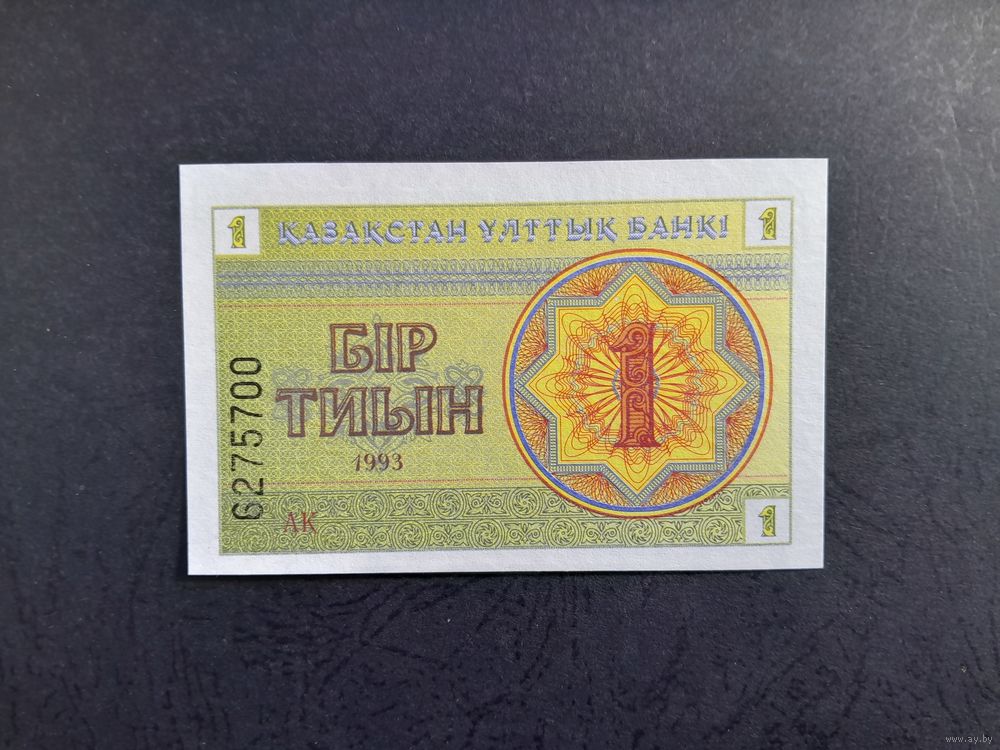 1 ҚАЗАҚСТАН ҰЛТТЫҚ БАНКІ 1
БІР
ТИЫН
1
1993
6275700
АК
1
www.ay.by